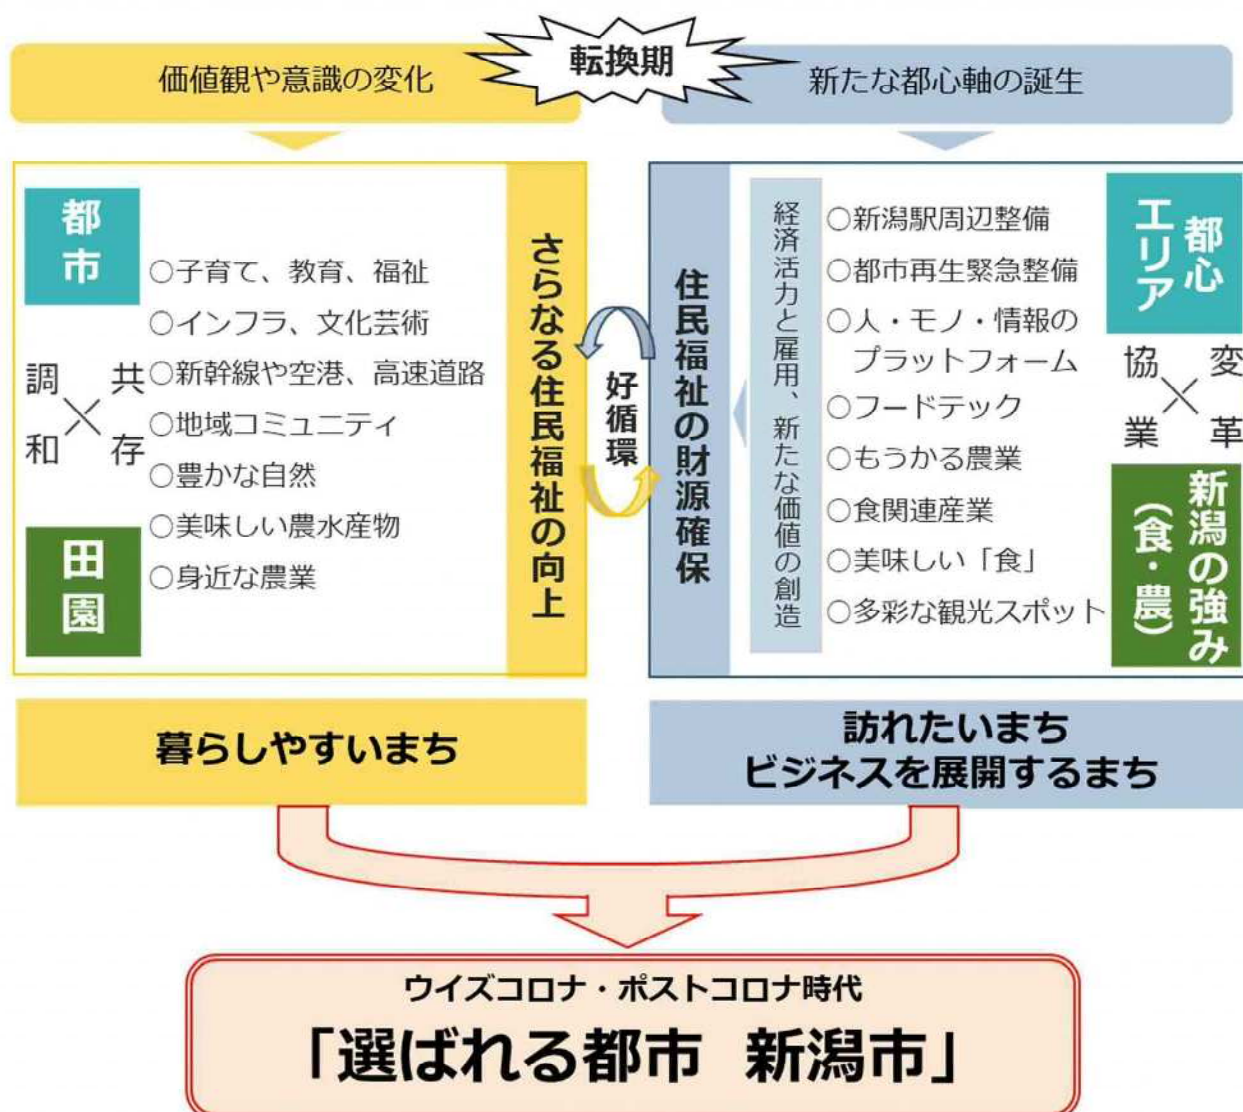 転換期
価値観や意識の変化
新たな都心軸の誕生
都市
調和
共存
田園
○子育て、教育、福祉
○インフラ、文化芸術
○新幹線や空港、高速道路
○地域コミュニティ
○豊かな自然
○美味しい農水産物
○身近な農業
さらなる住民福祉の向上
好循環
住民福祉の財源確保
経済活力と雇用、新たな価値の創造
○新潟駅周辺整備
○都市再生緊急整備
○人・モノ・情報の
プラットフォーム
○フードテック
○もうかる農業
○食関連産業
○美味しい「食」
○多彩な観光スポット
都心
エリア
協業
変革
新潟の強み
(食・農)
暮らしやすいまち
訪れたいまち
ビジネスを展開するまち
ウイズコロナ・ポストコロナ時代
「選ばれる都市 新潟市」